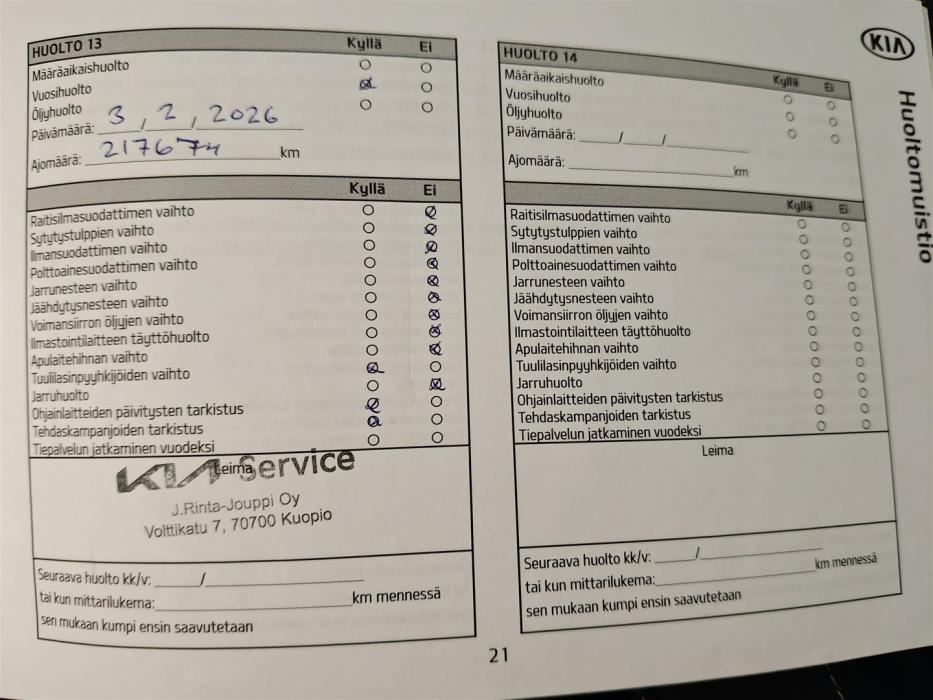 HUOLTO 13 Kyllä Ei
Määräaikaishuolto
Vuosihuolto
Öljyhuolto
Päivämäärä: 3 / 2 / 2026
Ajomäärä: 217674 km
Kyllä Ei
Raitisilmasuodattimen vaihto
Sytytystulppien vaihto
Ilmansuodattimen vaihto
Polttoainesuodattimen vaihto
Jarrunesteen vaihto
Jäähdytysnesteen vaihto
Voimansiirron öljyjen vaihto
Ilmastointilaitteen täyttöhuolto
Apulaitehihnan vaihto
Tuulilasinpyyhkijöiden vaihto
Jarruhuolto
Ohjainlaitteiden päivitysten tarkistus
Tehdaskampanjoiden tarkistus
Tiepalvelun jatkaminen vuodeksi
Leima
KIA Service
J.Rinta-Jouppi Oy
Volttikatu 7, 70700 Kuopio
Seuraava huolto kk/v: /
tai kun mittarilukema: km mennessä
sen mukaan kumpi ensin saavutetaan
HUOLTO 14 Kyllä Ei
Määräaikaishuolto
Vuosihuolto
Öljyhuolto
Päivämäärä: / /
Ajomäärä: km
Kyllä Ei
Raitisilmasuodattimen vaihto
Sytytystulppien vaihto
Ilmansuodattimen vaihto
Polttoainesuodattimen vaihto
Jarrunesteen vaihto
Jäähdytysnesteen vaihto
Voimansiirron öljyjen vaihto
Ilmastointilaitteen täyttöhuolto
Apulaitehihnan vaihto
Tuulilasinpyyhkijöiden vaihto
Jarruhuolto
Ohjainlaitteiden päivitysten tarkistus
Tehdaskampanjoiden tarkistus
Tiepalvelun jatkaminen vuodeksi
Leima
Seuraava huolto kk/v: /
tai kun mittarilukema: km mennessä
sen mukaan kumpi ensin saavutetaan
KIA
Huoltomuistio
21